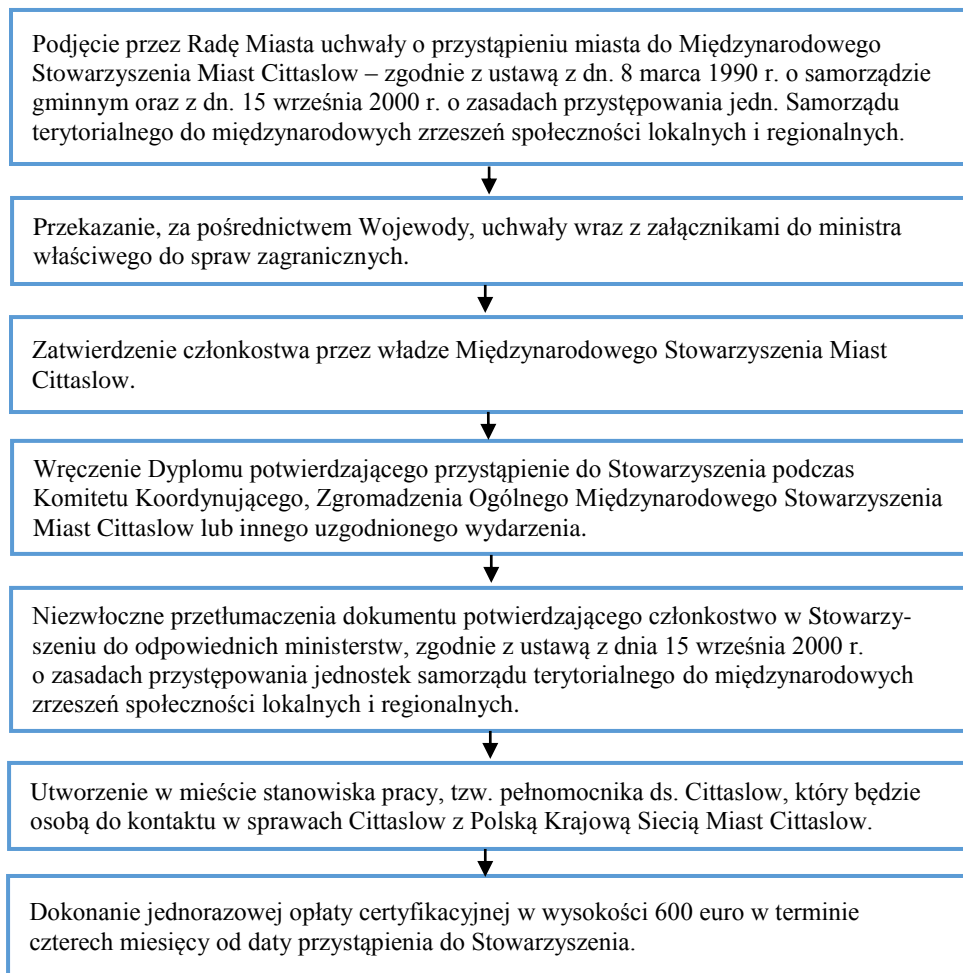 Podjęcie przez Radę Miasta uchwały o przystąpieniu miasta do Międzynarodowego
Stowarzyszenia Miast Cittaslow – zgodnie z ustawą z dn. 8 marca 1990 r. o samorządzie
gminnym oraz z dn. 15 września 2000 r. o zasadach przystępowania jedn. Samorządu
terytorialnego do międzynarodowych zrzeszeń społeczności lokalnych i regionalnych.
Przekazanie, za pośrednictwem Wojewody, uchwały wraz z załącznikami do ministra
właściwego do spraw zagranicznych.
Zatwierdzenie członkostwa przez władze Międzynarodowego Stowarzyszenia Miast
Cittaslow.
Wręczenie Dyplomu potwierdzającego przystąpienie do Stowarzyszenia podczas
Komitetu Koordynującego, Zgromadzenia Ogólnego Międzynarodowego Stowarzyszenia
Miast Cittaslow lub innego uzgodnionego wydarzenia.
Niezwłoczne przetłumaczenia dokumentu potwierdzającego członkostwo w Stowarzy-
szeniu do odpowiednich ministerstw, zgodnie z ustawą z dnia 15 września 2000 r.
o zasadach przystępowania jednostek samorządu terytorialnego do międzynarodowych
zrzeszeń społeczności lokalnych i regionalnych.
Utworzenie w mieście stanowiska pracy, tzw. pełnomocnika ds. Cittaslow, który będzie
osobą do kontaktu w sprawach Cittaslow z Polską Krajową Siecią Miast Cittaslow.
Dokonanie jednorazowej opłaty certyfikacyjnej w wysokości 600 euro w terminie
czterech miesięcy od daty przystąpienia do Stowarzyszenia.